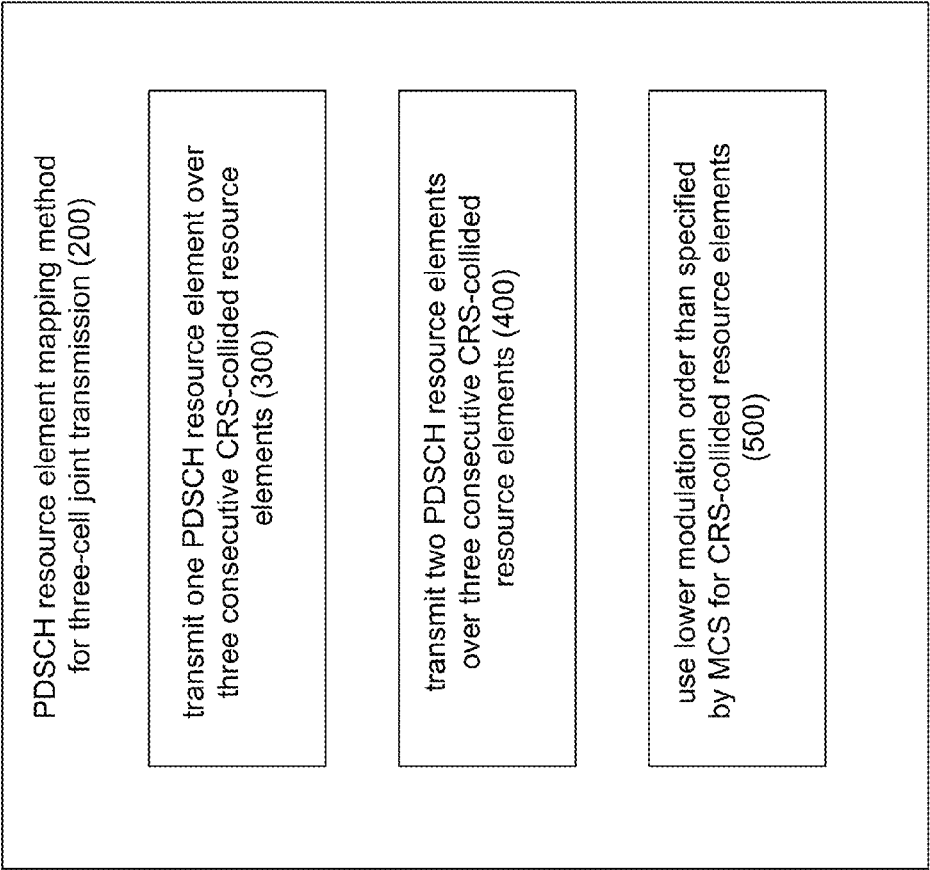 PDSCH resource element mapping method
for three-cell joint transmission (200)
transmit one PDSCH resource element over
three consecutive CRS-collided resource
elements (300)
transmit two PDSCH resource elements
over three consecutive CRS-collided
resource elements (400)
use lower modulation order than specified
by MCS for CRS-collided resource elements
(500)